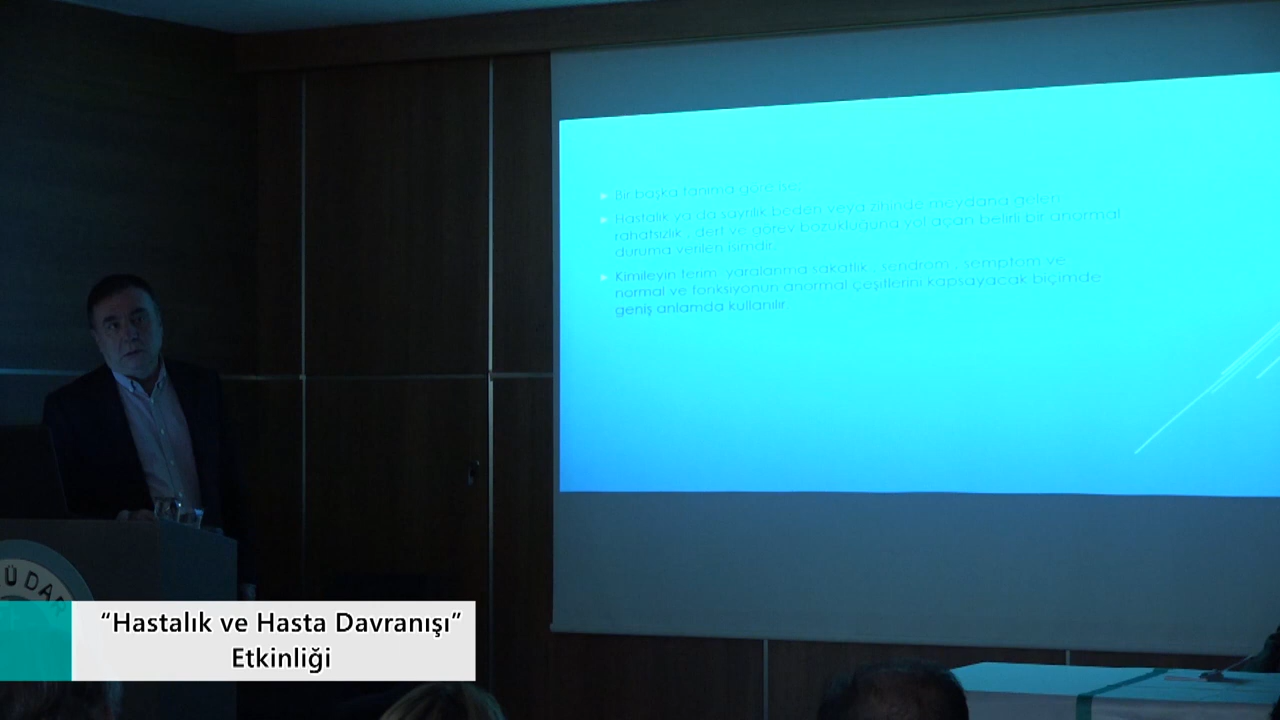 Bir başka tanıma göre ise;
Hastalık ya da sayrılık beden veya zihinde meydana gelen
rahatsızlık , dert ve görev bozukluğuna yol açan belirli bir anormal
duruma verilen isimdir.
Kimileyin terim yaralanma sakatlık , sendrom , semptom ve
normal ve fonksiyonun anormal çeşitlerini kapsayacak biçimde
geniş anlamda kullanılır
Ü DA
“Hastalık ve Hasta Davranışı”
Etkinliği